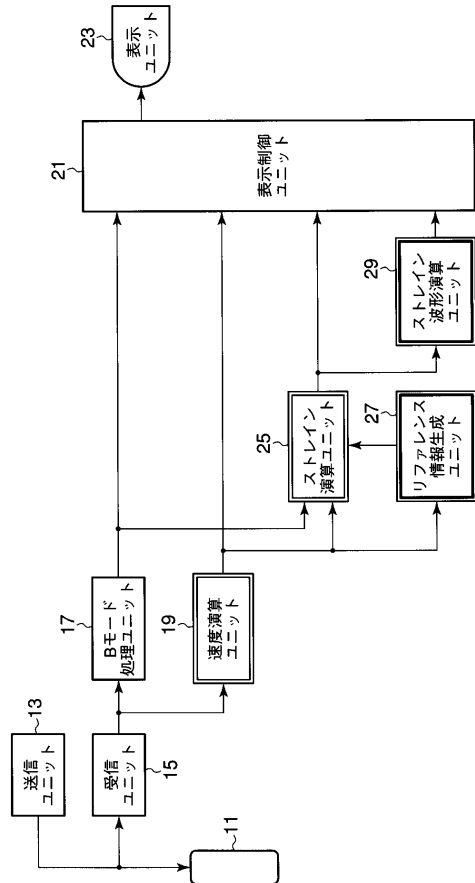 11
13
送信
ユニット
15
受信
ユニット
17
Bモード
処理ユニット
19
速度演算
ユニット
25
ストレイン
演算ユニット
27
リファレンス
情報生成
ユニット
29
ストレイン
波形演算
ユニット
21
表示制御
ユニット
23
表示
ユニット